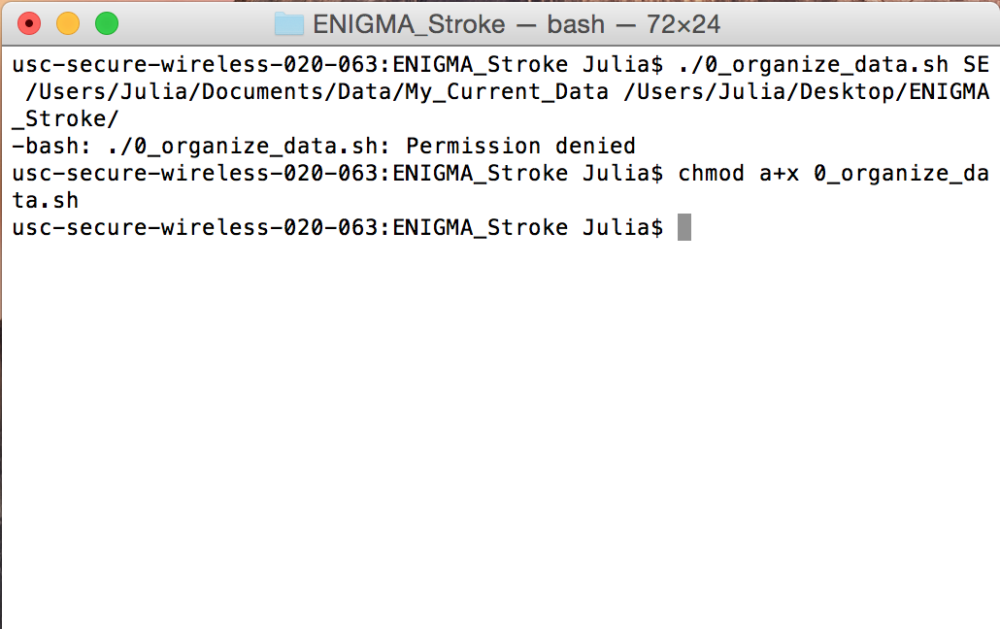 ENIGMA_Stroke — bash — 72×24
usc-secure-wireless-020-063:ENIGMA_Stroke Julia$ ./0_organize_data.sh SE
 /Users/Julia/Documents/Data/My_Current_Data /Users/Julia/Desktop/ENIGMA
_Stroke/
-bash: ./0_organize_data.sh: Permission denied
usc-secure-wireless-020-063:ENIGMA_Stroke Julia$ chmod a+x 0_organize_da
ta.sh
usc-secure-wireless-020-063:ENIGMA_Stroke Julia$